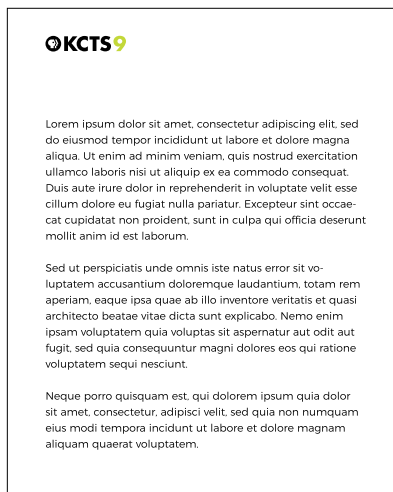 KCTS9
Lorem ipsum dolor sit amet, consectetur adipiscing elit, sed
do eiusmod tempor incididunt ut labore et dolore magna
aliqua. Ut enim ad minim veniam, quis nostrud exercitation
ullamco laboris nisi ut aliquip ex ea commodo consequat.
Duis aute irure dolor in reprehenderit in voluptate velit esse
cillum dolore eu fugiat nulla pariatur. Excepteur sint occae-
cat cupidatat non proident, sunt in culpa qui officia deserunt
mollit anim id est laborum.
Sed ut perspiciatis unde omnis iste natus error sit vo-
luptatem accusantium doloremque laudantium, totam rem
aperiam, eaque ipsa quae ab illo inventore veritatis et quasi
architecto beatae vitae dicta sunt explicabo. Nemo enim
ipsam voluptatem quia voluptas sit aspernatur aut odit aut
fugit, sed quia consequuntur magni dolores eos qui ratione
voluptatem sequi nesciunt.
Neque porro quisquam est, qui dolorem ipsum quia dolor
sit amet, consectetur, adipisci velit, sed quia non numquam
eius modi tempora incidunt ut labore et dolore magnam
aliquam quaerat voluptatem.